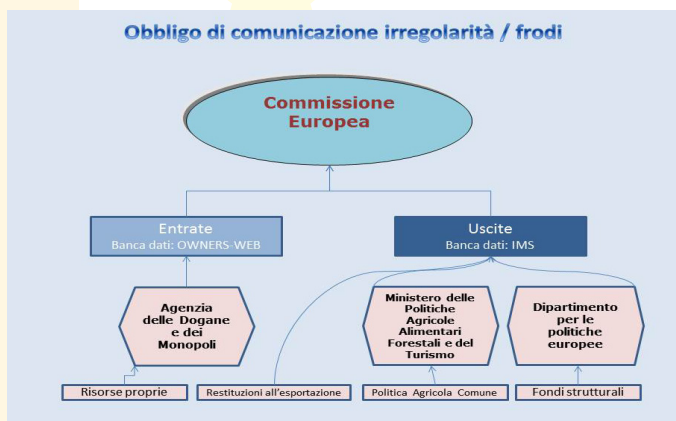 Obbligo di comunicazione irregolarità / frodi
Commissione
Europea
Entrate
Banca dati: OWNERS-WEB
Uscite
Banca dati: IMS
Agenzia
delle Dogane
e dei
Monopoli
Ministero delle
Politiche
Agricole
Alimentari
Forestali e del
Turismo
Dipartimento
per le
politiche
europee
Risorse proprie
Restituzioni all'esportazione
Politica Agricola Comune
Fondi strutturali